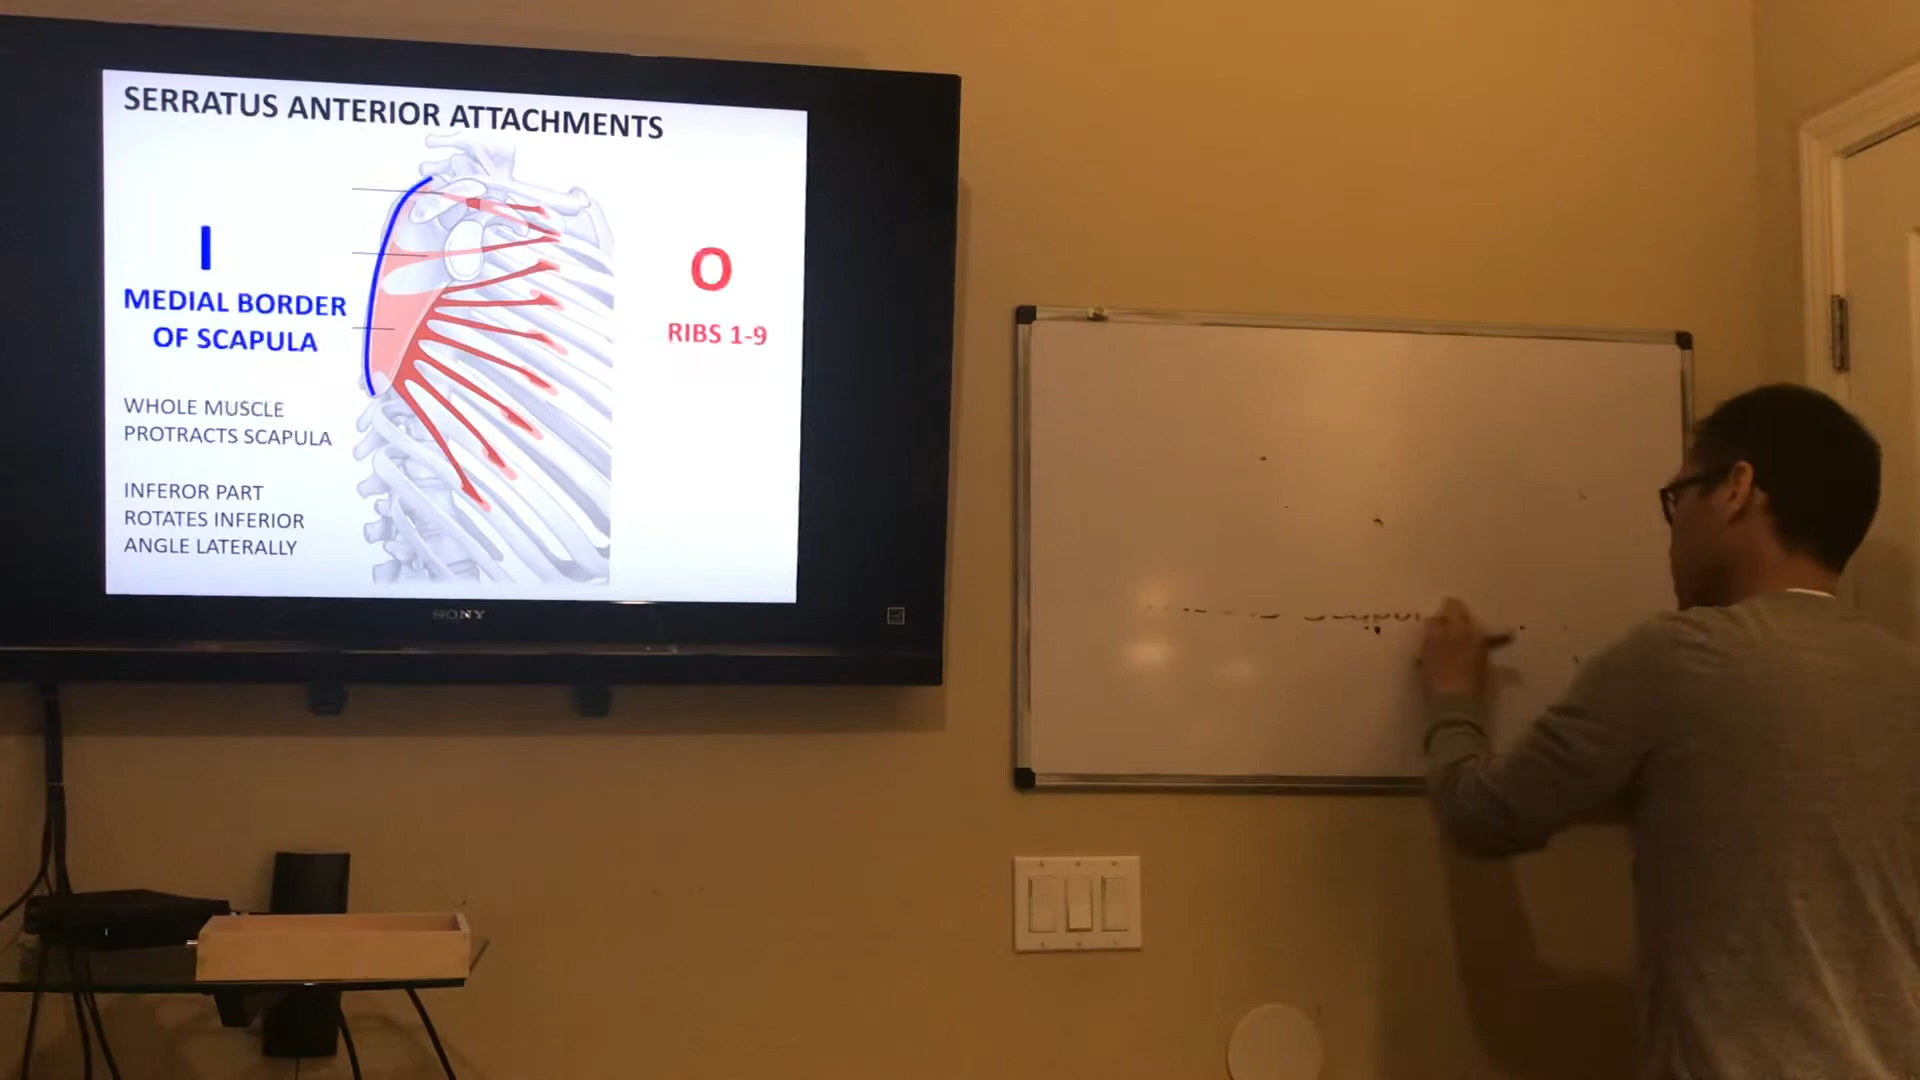 SERRATUS ANTERIOR ATTACHMENTS
I
MEDIAL BORDER
OF SCAPULA
WHOLE MUSCLE
PROTRACTS SCAPULA
INFEROR PART
ROTATES INFERIOR
ANGLE LATERALLY
O
RIBS 1-9
SONY